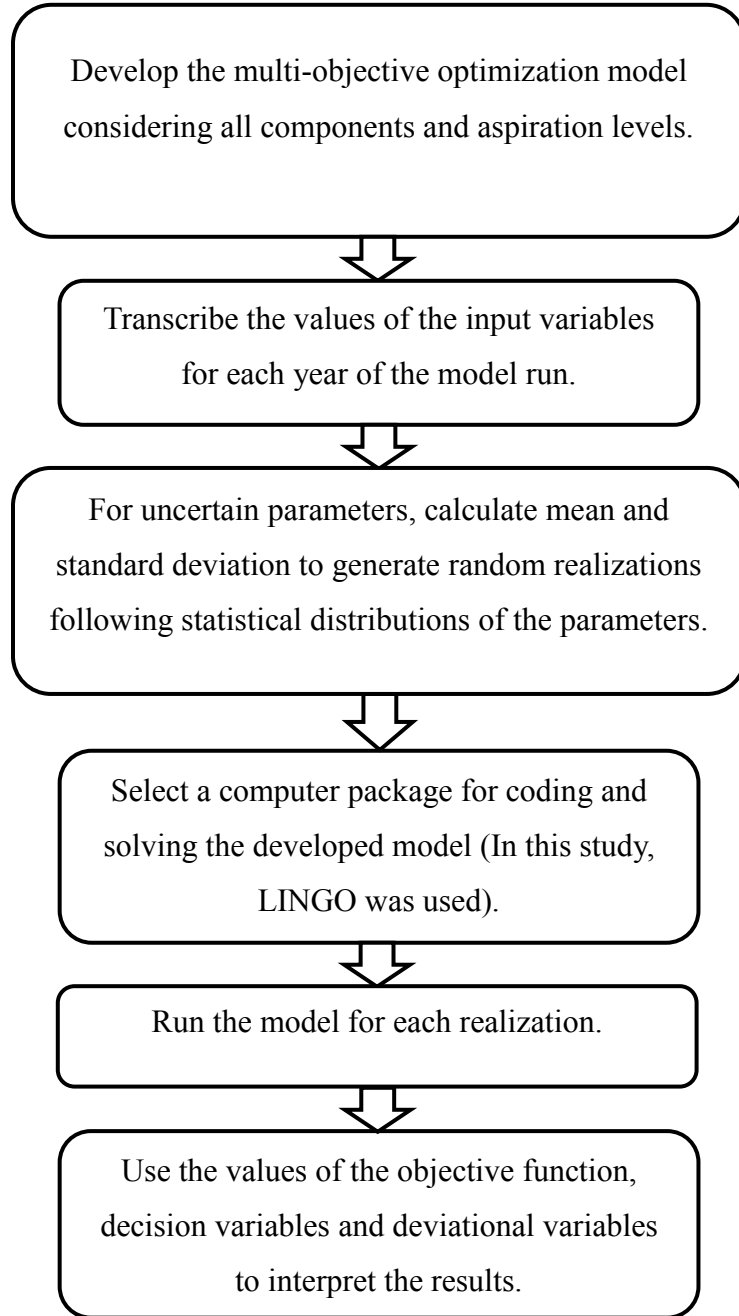 Develop the multi-objective optimization model
considering all components and aspiration levels.
Transcribe the values of the input variables
for each year of the model run.
For uncertain parameters, calculate mean and
standard deviation to generate random realizations
following statistical distributions of the parameters.
Select a computer package for coding and
solving the developed model (In this study,
LINGO was used).
Run the model for each realization.
Use the values of the objective function,
decision variables and deviational variables
to interpret the results.